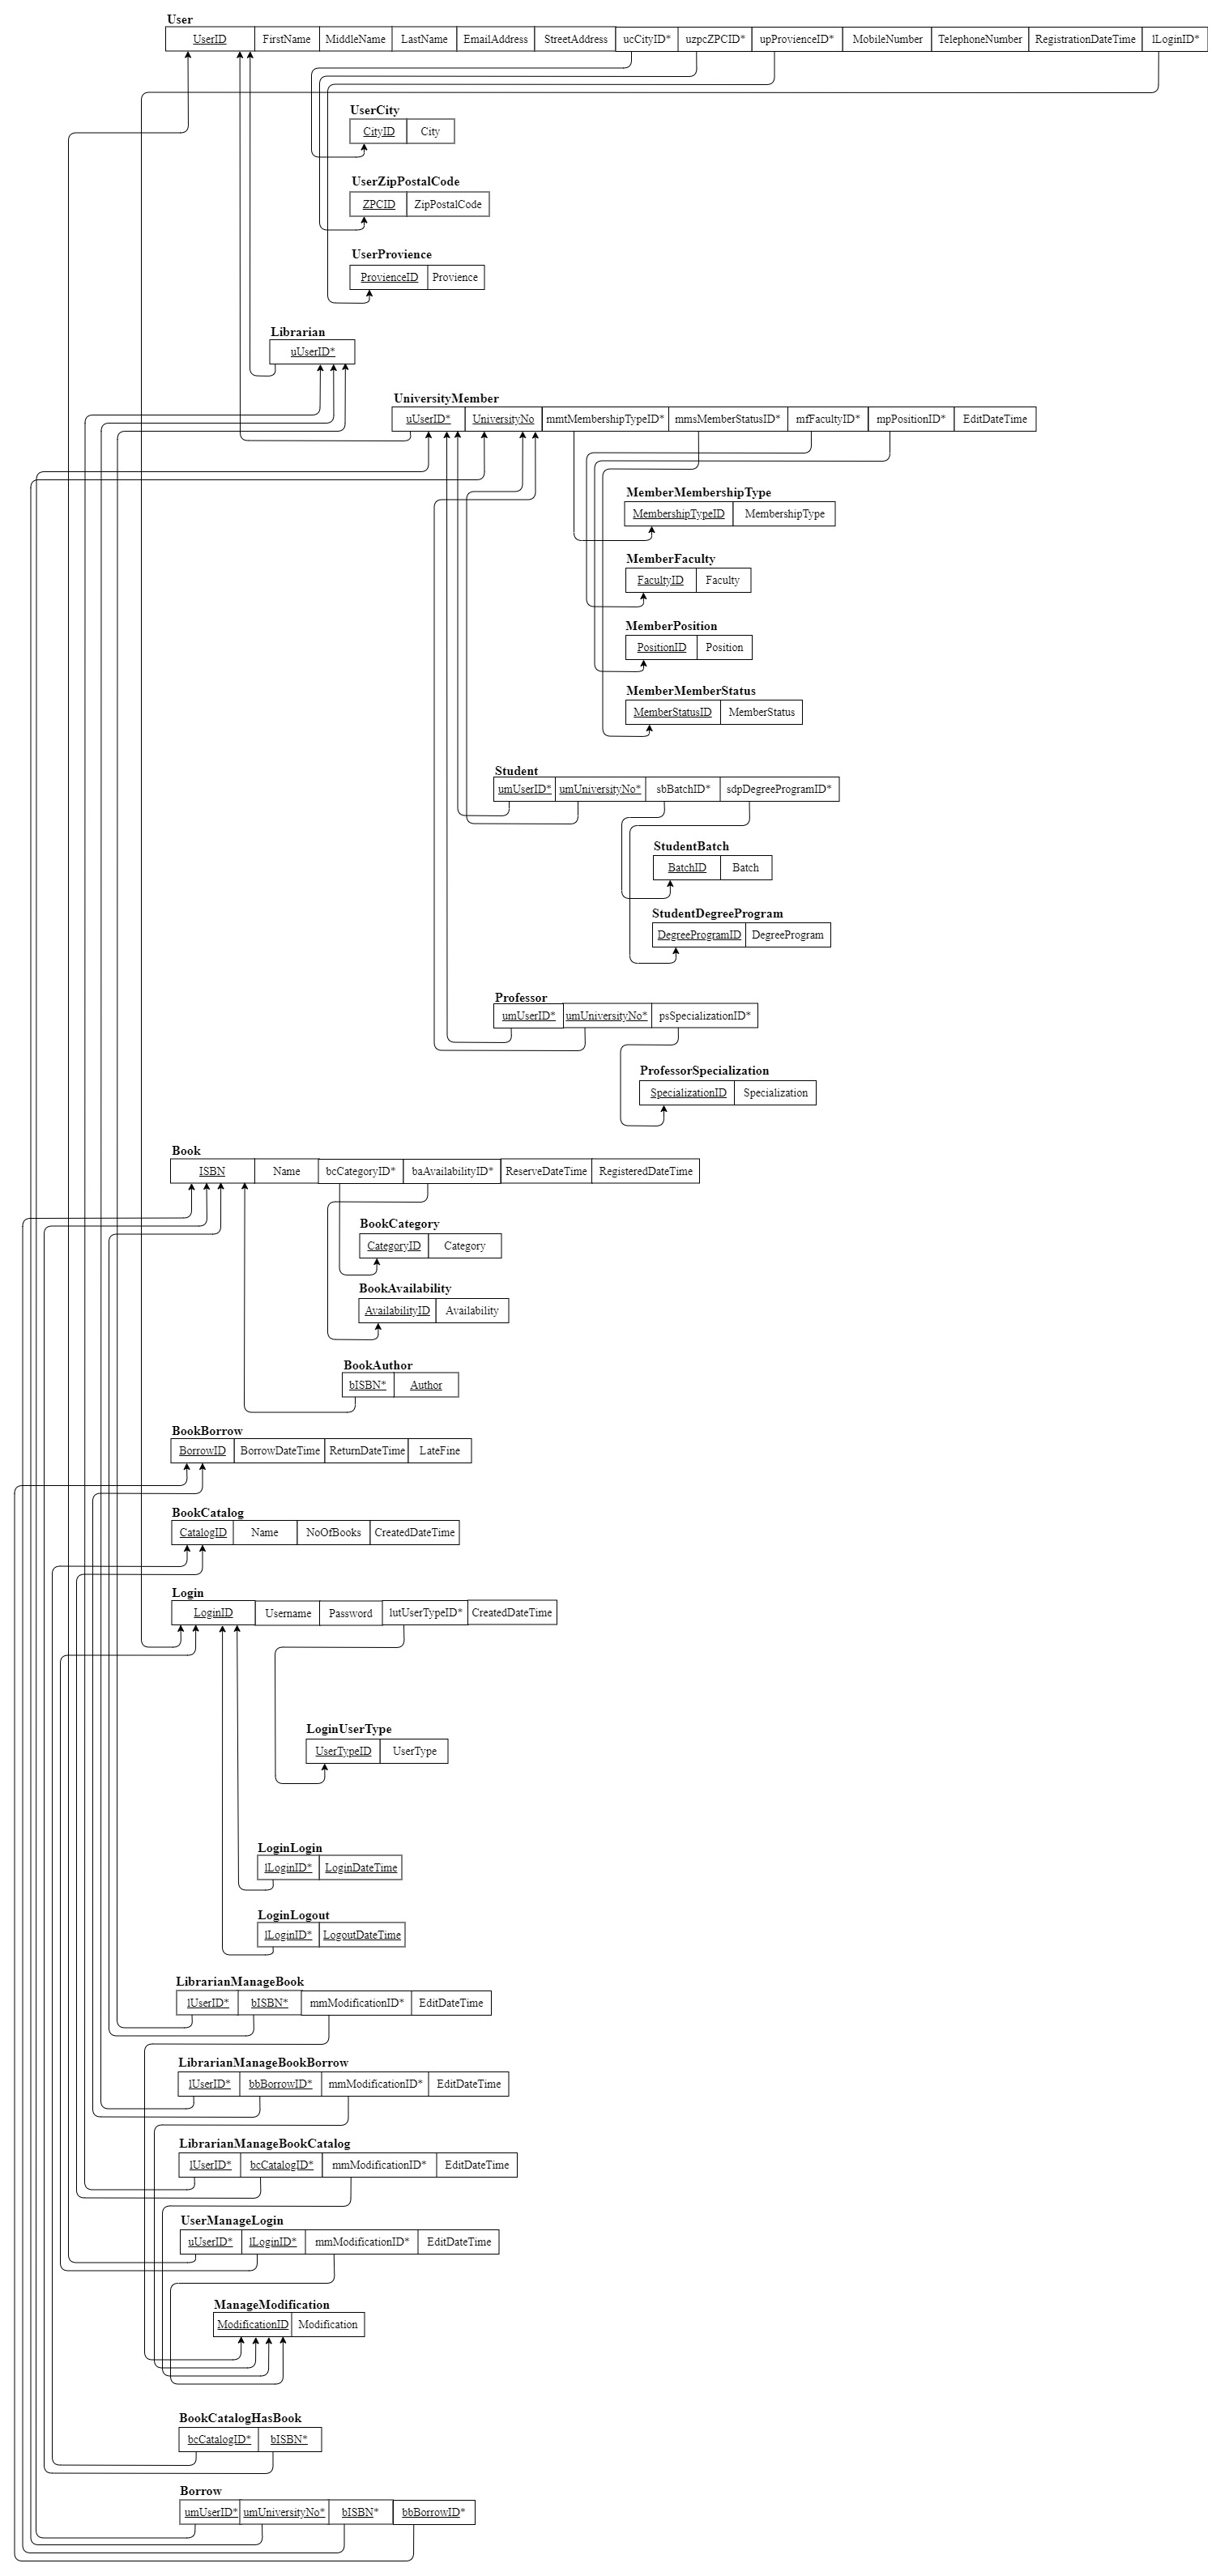 User
UserID FirstName MiddleName LastName EmailAddress StreetAddress ucCityID* uzpcZPCID* upProvienceID* MobileNumber TelephoneNumber RegistrationDateTime lLoginID*
UserCity
CityID City
UserZipPostalCode
ZPCID ZipPostalCode
UserProvience
ProvienceID Provience
Librarian
uUserID*
UniversityMember
uUserID* UniversityNo mmtMembershipTypeID* mmsMemberStatusID* mfFacultyID* mpPositionID* EditDateTime
MemberMembershipType
MembershipTypeID MembershipType
MemberFaculty
FacultyID Faculty
MemberPosition
PositionID Position
MemberMemberStatus
MemberStatusID MemberStatus
Student
umUserID* umUniversityNo* sbBatchID* sdpDegreeProgramID*
StudentBatch
BatchID Batch
StudentDegreeProgram
DegreeProgramID DegreeProgram
Professor
umUserID* umUniversityNo* psSpecializationID*
ProfessorSpecialization
SpecializationID Specialization
Book
ISBN Name bcCategoryID* baAvailabilityID* ReserveDateTime RegisteredDateTime
BookCategory
CategoryID Category
BookAvailability
AvailabilityID Availability
BookAuthor
bISBN* Author
BookBorrow
BorrowID BorrowDateTime ReturnDateTime LateFine
BookCatalog
CatalogID Name NoOfBooks CreatedDateTime
Login
LoginID Username Password lutUserTypeID* CreatedDateTime
LoginUserType
UserTypeID UserType
LoginLogin
lLoginID* LoginDateTime
LoginLogout
lLoginID* LogoutDateTime
LibrarianManageBook
lUserID* bISBN* mmModificationID* EditDateTime
LibrarianManageBookBorrow
lUserID* bbBorrowID* mmModificationID* EditDateTime
LibrarianManageBookCatalog
lUserID* bcCatalogID* mmModificationID* EditDateTime
UserManageLogin
uUserID* lLoginID* mmModificationID* EditDateTime
ManageModification
ModificationID Modification
BookCatalogHasBook
bcCatalogID* bISBN*
Borrow
umUserID* umUniversityNo* bISBN* bbBorrowID*